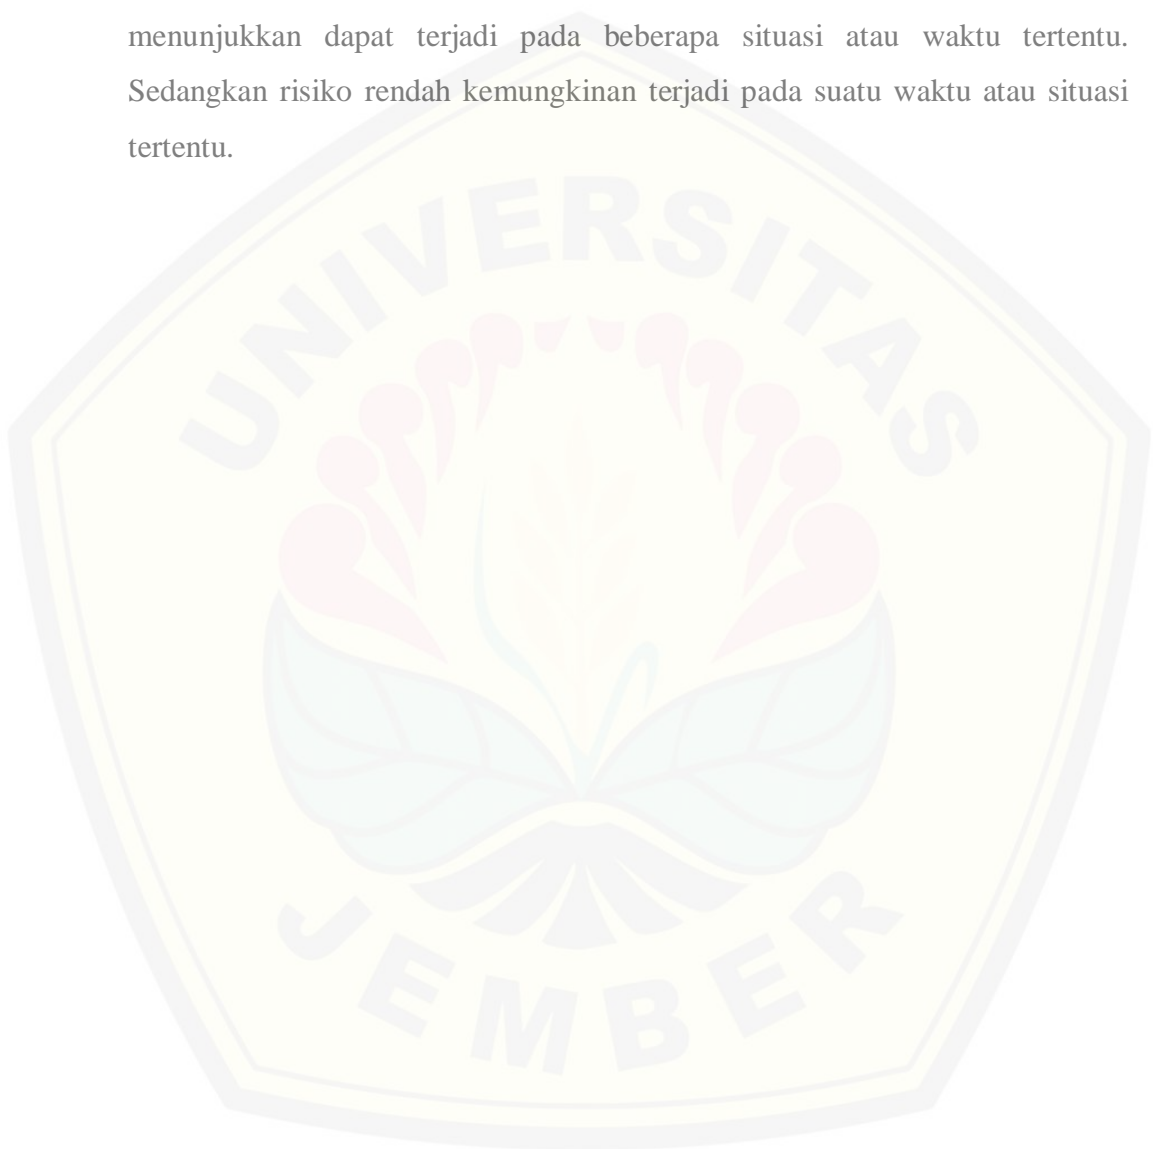 menunjukkan dapat terjadi pada beberapa situasi atau waktu tertentu.
Sedangkan risiko rendah kemungkinan terjadi pada suatu waktu atau situasi
tertentu.
UNIVERSITAS
JEMBER